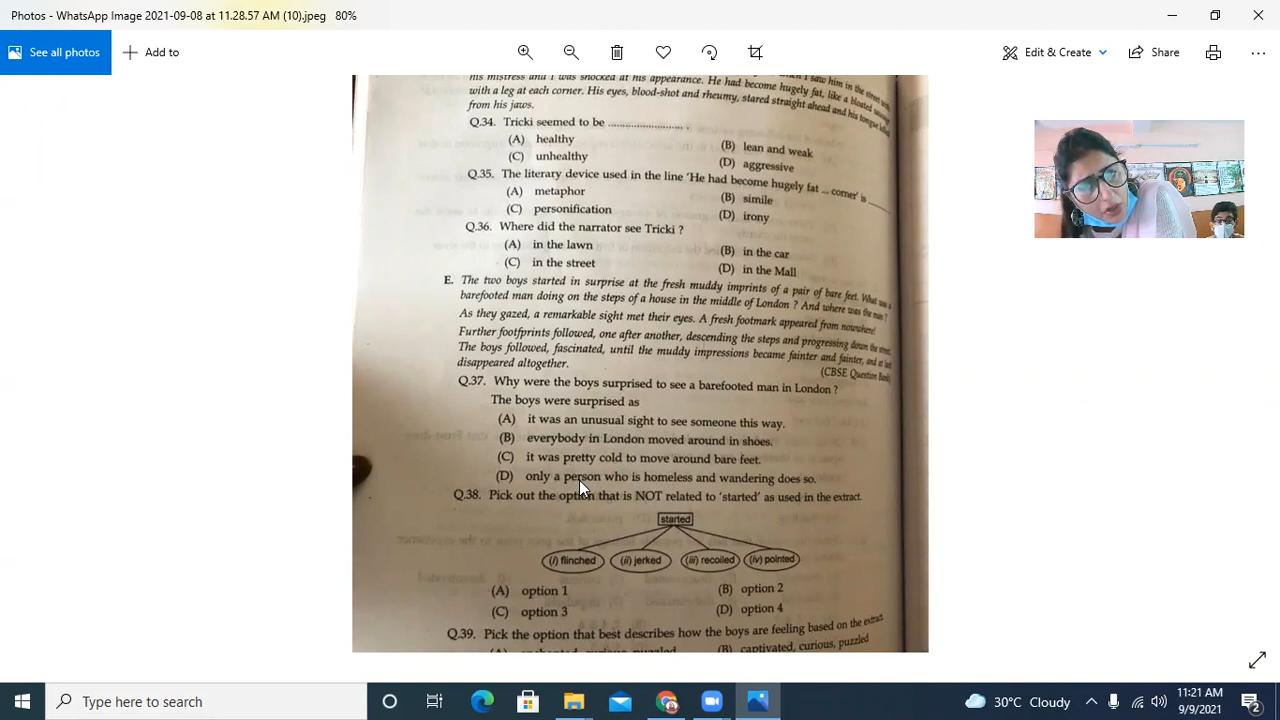 Photos - WhatsApp Image 2021-09-08 at 11.28.57 AM (10).jpeg 80%
See all photos
Add to
Edit & Create
Share
his mistress and I was shocked at his appearance. He had become hugely fat, like a bloated sausage
with a leg at each corner. His eyes, blood-shot and rheumy, stared straight ahead and his tongue lolled
from his jaws.
Q.34. Tricki seemed to be ........................ .
(A) healthy (B) lean and weak
(C) unhealthy (D) aggressive
Q.35. The literary device used in the line 'He had become hugely fat ... corner' is ____
(A) metaphor (B) simile
(C) personification (D) irony
Q.36. Where did the narrator see Tricki ?
(A) in the lawn (B) in the car
(C) in the street (D) in the Mall
E. The two boys started in surprise at the fresh muddy imprints of a pair of bare feet. What was a
barefooted man doing on the steps of a house in the middle of London ? And where was the man ?
As they gazed, a remarkable sight met their eyes. A fresh footmark appeared from nowhere!
Further footfprints followed, one after another, descending the steps and progressing down the street.
The boys followed, fascinated, until the muddy impressions became fainter and fainter, and at last
disappeared altogether.
(CBSE Question Bank)
Q.37. Why were the boys surprised to see a barefooted man in London ?
The boys were surprised as
(A) it was an unusual sight to see someone this way.
(B) everybody in London moved around in shoes.
(C) it was pretty cold to move around bare feet.
(D) only a person who is homeless and wandering does so.
Q.38. Pick out the option that is NOT related to 'started' as used in the extract.
started
(i) flinched (ii) jerked (iii) recoiled (iv) pointed
(A) option 1 (B) option 2
(C) option 3 (D) option 4
Q.39. Pick the option that best describes how the boys are feeling based on the extract
(A) enchanted, curious, puzzled (B) captivated, curious, puzzled
Type here to search
30°C Cloudy
11:21 AM
9/9/2021
2